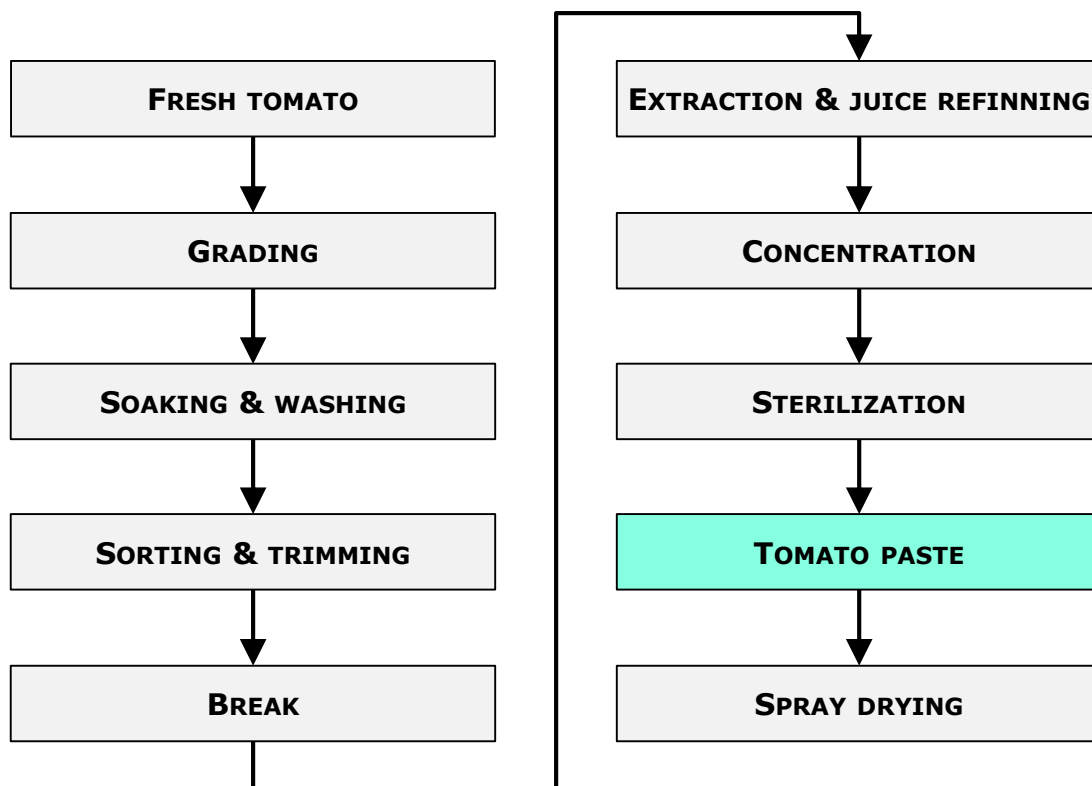 FRESH TOMATO
GRADING
SOAKING & WASHING
SORTING & TRIMMING
BREAK
EXTRACTION & JUICE REFINNING
CONCENTRATION
STERILIZATION
TOMATO PASTE
SPRAY DRYING